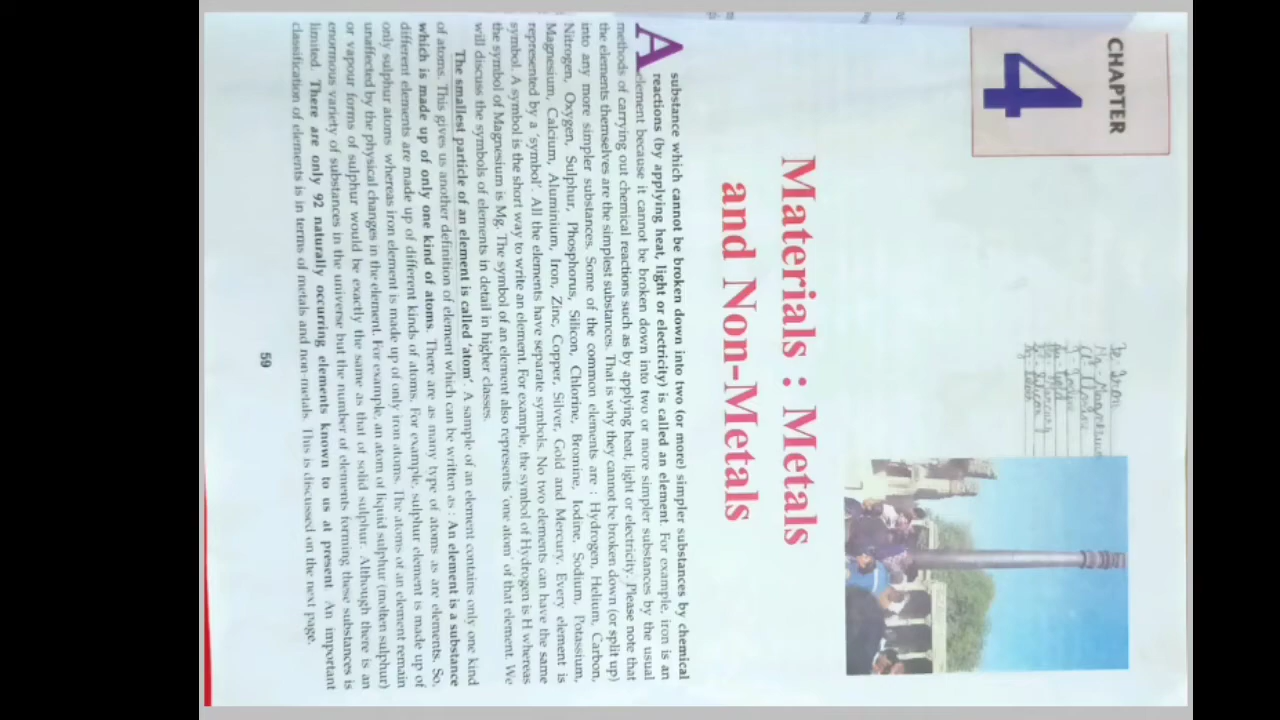 CHAPTER
4
Fe Iron
Mg Magnesium
Iodine
Gold
Mercury
Silicon
Materials : Metals
and Non-Metals
A substance which cannot be broken down into two (or more) simpler substances by chemical
reactions (by applying heat, light or electricity) is called an element. For example, iron is an
element because it cannot be broken down into two or more simpler substances by the usual
methods of carrying out chemical reactions such as by applying heat, light or electricity. Please note that
the elements themselves are the simplest substances. That is why they cannot be broken down (or split up)
into any more simpler substances. Some of the common elements are : Hydrogen, Helium, Carbon,
Nitrogen, Oxygen, Sulphur, Phosphorus, Silicon, Chlorine, Bromine, Iodine, Sodium, Potassium,
Magnesium, Calcium, Aluminium, Iron, Zinc, Copper, Silver, Gold and Mercury. Every element is
represented by a 'symbol'. All the elements have separate symbols. No two elements can have the same
symbol. A symbol is the short way to write an element. For example, the symbol of Hydrogen is H whereas
the symbol of Magnesium is Mg. The symbol of an element also represents 'one atom' of that element. We
will discuss the symbols of elements in detail in higher classes.
The smallest particle of an element is called 'atom'. A sample of an element contains only one kind
of atoms. This gives us another definition of element which can be written as : An element is a substance
which is made up of only one kind of atoms. There are as many type of atoms as are elements. So,
different elements are made up of different kinds of atoms. For example, sulphur element is made up of
only sulphur atoms whereas iron element is made up of only iron atoms. The atoms of an element remain
unaffected by the physical changes in the element. For example, an atom of liquid sulphur (molten sulphur)
or vapour forms of sulphur would be exactly the same as that of solid sulphur. Although there is an
enormous variety of substances in the universe but the number of elements forming these substances is
limited. There are only 92 naturally occurring elements known to us at present. An important
classification of elements is in terms of metals and non-metals. This is discussed on the next page.
59